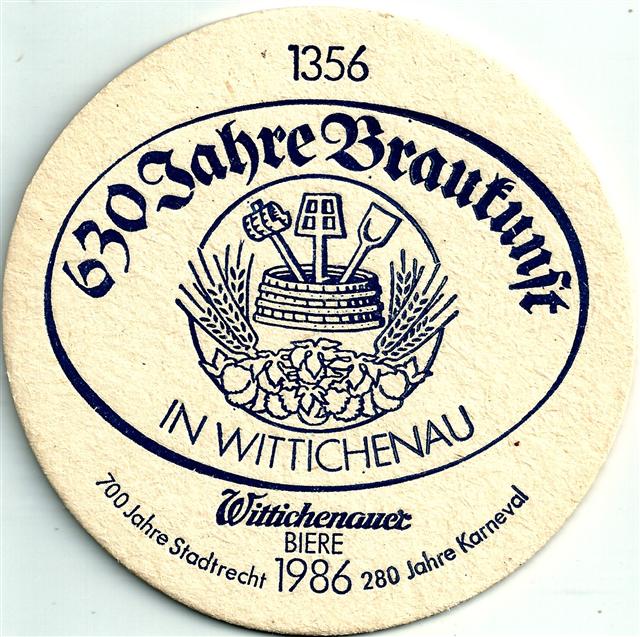 1356
630 Jahre Braukunst
IN WITTICHENAU
Wittichenauer
BIERE
700 Jahre Stadtrecht 1986 280 Jahre Karneval